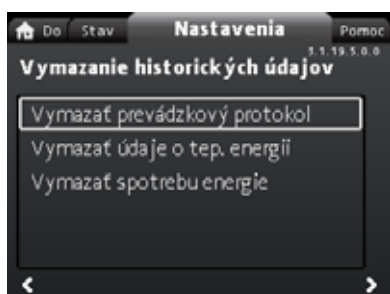 Do Stav Nastavenia Pomoc
3.1.19.5.0.0
Vymazanie historických údajov
Vymazať prevádzkový protokol
Vymazať údaje o tep. energii
Vymazať spotrebu energie